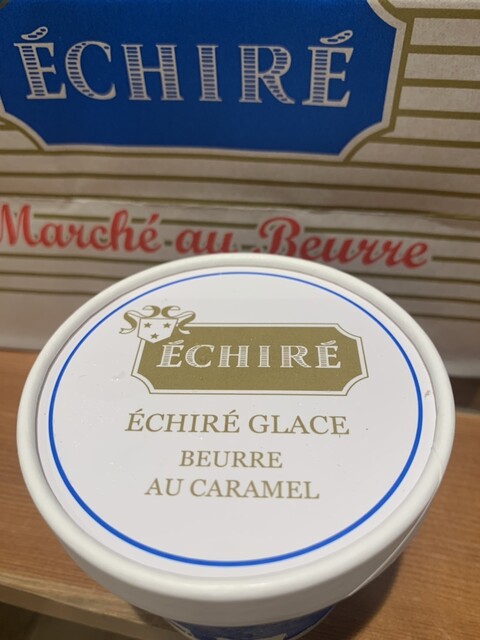 ÉCHIRÉ
Marché au Beurre
ÉCHIRÉ
ÉCHIRÉ GLACE
BEURRE
AU CARAMEL